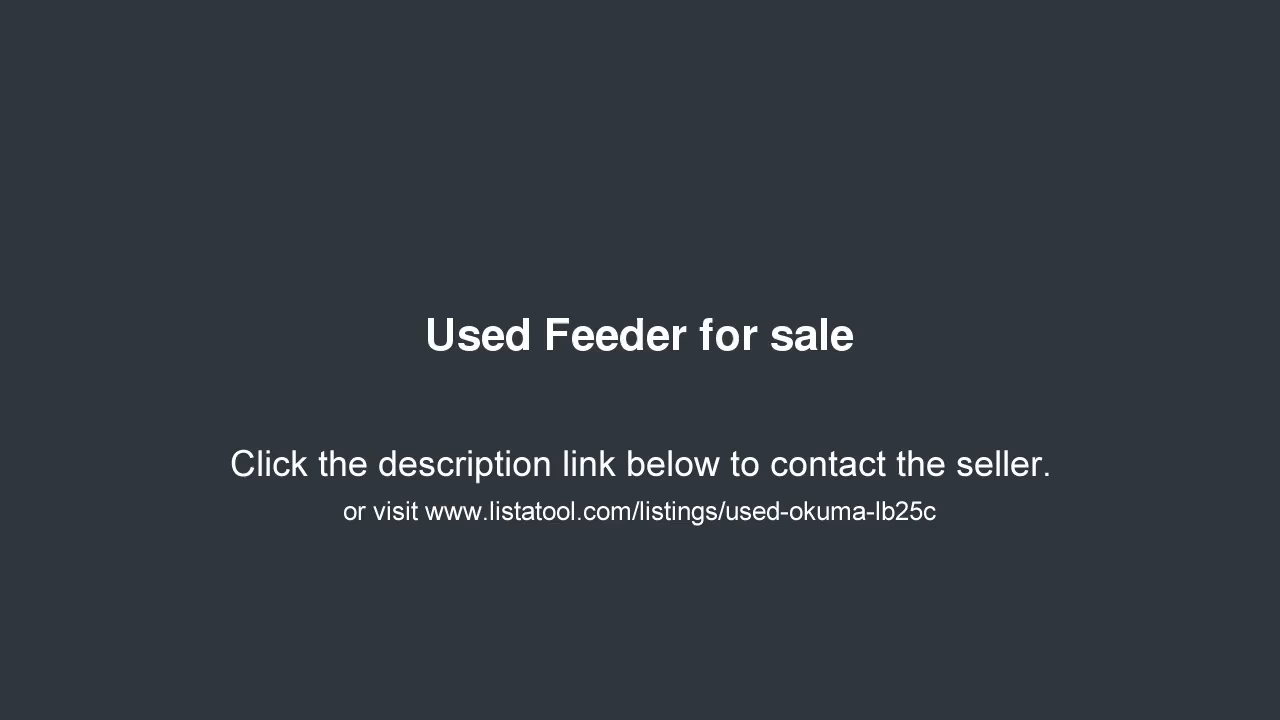 Used Feeder for sale
Click the description link below to contact the seller.
or visit www.listatool.com/listings/used-okuma-lb25c